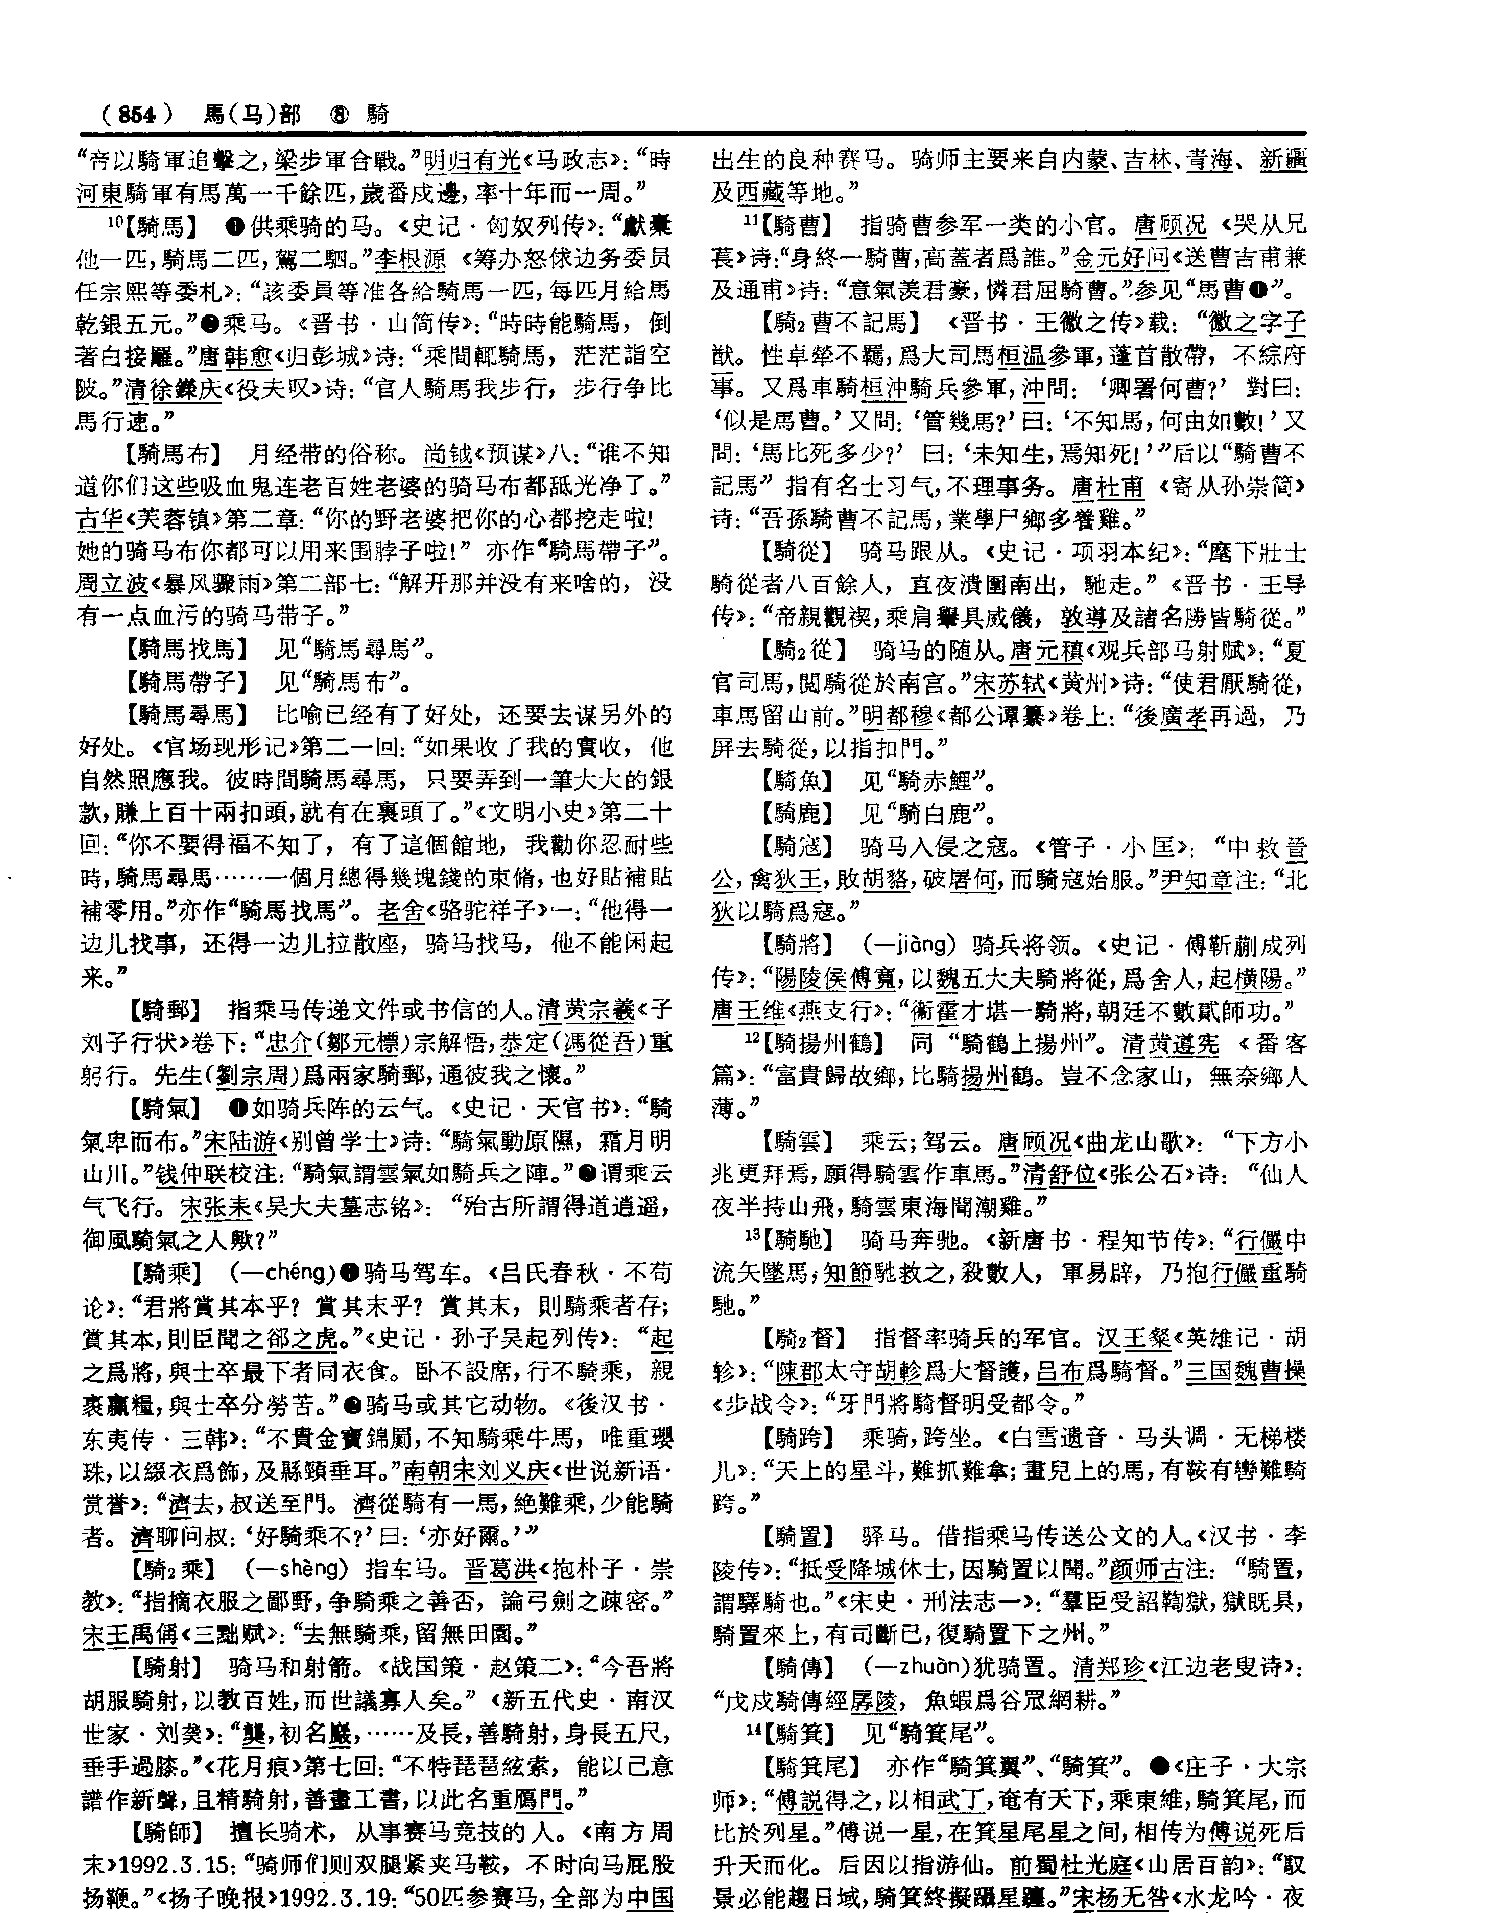 （854） 馬(马)部 ⑧ 騎
“帝以騎軍追擊之，梁步軍合戰。”明归有光《马政志》：“時
河東騎軍有馬萬一千餘匹，歲番戍邊，率十年而一周。”
10【騎馬】 ❶供乘骑的马。《史记·匈奴列传》：“獻橐
他一匹，騎馬二匹，駕二駟。”李根源《筹办怒俅边务委员
任宗熙等委札》：“該委員等准各給騎馬一匹，每匹月給馬
乾銀五元。”❷乘马。《晋书·山简传》：“時時能騎馬，倒
著白接䍦。”唐韩愈《归彭城》诗：“乘間輒騎馬，茫茫詣空
陂。”清徐鑅庆《役夫叹》诗：“官人騎馬我步行，步行争比
馬行速。”
【騎馬布】 月经带的俗称。尚钺《预谋》八：“谁不知
道你们这些吸血鬼连老百姓老婆的骑马布都舐光净了。”
古华《芙蓉镇》第二章：“你的野老婆把你的心都挖走啦！
她的骑马布你都可以用来围脖子啦！”亦作“騎馬帶子”。
周立波《暴风骤雨》第二部七：“解开那并没有来啥的，没
有一点血污的骑马带子。”
【騎馬找馬】 见“騎馬尋馬”。
【騎馬帶子】 见“騎馬布”。
【騎馬尋馬】 比喻已经有了好处，还要去谋另外的
好处。《官场现形记》第二一回：“如果收了我的實收，他
自然照應我。彼時間騎馬尋馬，只要弄到一筆大大的銀
款，賺上百十兩扣頭，就有在裏頭了。”《文明小史》第二十
回：“你不要得福不知了，有了這個館地，我勸你忍耐些
時，騎馬尋馬……一個月總得幾塊錢的束脩，也好貼補貼
補零用。”亦作“騎馬找馬”。老舍《骆驼祥子》一：“他得一
边儿找事，还得一边儿拉散座，骑马找马，他不能闲起
来。”
【騎郵】 指乘马传递文件或书信的人。清黄宗羲《子
刘子行状》卷下：“忠介(鄒元標)宗解悟，恭定(馮從吾)重
躬行。先生(劉宗周)爲兩家騎郵，通彼我之懷。”
【騎氣】 ❶如骑兵阵的云气。《史记·天官书》：“騎
氣卑而布。”宋陆游《别曾学士》诗：“騎氣動原隰，霜月明
山川。”钱仲联校注：“騎氣謂雲氣如騎兵之陣。”❷谓乘云
气飞行。宋张耒《吴大夫墓志铭》：“殆古所謂得道逍遥，
御風騎氣之人歟？”
【騎乘】 （—chéng）❶骑马驾车。《吕氏春秋·不苟
论》：“君將賞其本乎？賞其末乎？賞其末，則騎乘者存；
賞其本，則臣聞之郤之虎。”《史记·孙子吴起列传》：“起
之爲將，與士卒最下者同衣食。卧不設席，行不騎乘，親
裹贏糧，與士卒分勞苦。”❷骑马或其它动物。《後汉书·
东夷传·三韩》：“不貴金寶錦罽，不知騎乘牛馬，唯重瓔
珠，以綴衣爲飾，及縣頸垂耳。”南朝宋刘义庆《世说新语·
赏誉》：“濟去，叔送至門。濟從騎有一馬，絶難乘，少能騎
者。濟聊问叔：‘好騎乘不？’曰：‘亦好爾。’”
【騎2乘】 （—shèng）指车马。晋葛洪《抱朴子·崇
教》：“指摘衣服之鄙野，争騎乘之善否，論弓劍之疎密。”
宋王禹偁《三黜赋》：“去無騎乘，留無田園。”
【騎射】 骑马和射箭。《战国策·赵策二》：“今吾將
胡服騎射，以教百姓，而世議寡人矣。”《新五代史·南汉
世家·刘龑》：“龑，初名巖，……及長，善騎射，身長五尺，
垂手過膝。”《花月痕》第七回：“不特琵琶絃索，能以己意
譜作新聲，且精騎射，善畫工書，以此名重鴈門。”
【騎師】 擅长骑术，从事赛马竞技的人。《南方周
末》1992.3.15：“骑师们则双腿紧夹马鞍，不时向马屁股
扬鞭。”《扬子晚报》1992.3.19：“50匹参赛马，全部为中国
出生的良种赛马。骑师主要来自内蒙、吉林、青海、新疆
及西藏等地。”
11【騎曹】 指骑曹参军一类的小官。唐顾况《哭从兄
苌》诗：“身終一騎曹，高蓋者爲誰。”金元好问《送曹吉甫兼
及通甫》诗：“意氣羨君豪，憐君屈騎曹。”参见“馬曹❶”。
【騎2曹不記馬】 《晋书·王徽之传》载：“徽之字子
猷。性卓犖不羈，爲大司馬桓温參軍，蓬首散帶，不綜府
事。又爲車騎桓沖騎兵參軍，沖問：‘卿署何曹？’對曰：
‘似是馬曹。’又問：‘管幾馬？’曰：‘不知馬，何由如數！’又
問：‘馬比死多少？’曰：‘未知生，焉知死！’”后以“騎曹不
記馬”指有名士习气，不理事务。唐杜甫《寄从孙崇简》
诗：“吾孫騎曹不記馬，業學尸鄉多養雞。”
【騎從】 骑马跟从。《史记·项羽本纪》：“麾下壯士
騎從者八百餘人，直夜潰圍南出，馳走。”《晋书·王导
传》：“帝親觀禊，乘肩轝具威儀，敦導及諸名勝皆騎從。”
【騎2從】 骑马的随从。唐元稹《观兵部马射赋》：“夏
官司馬，閲騎從於南宫。”宋苏轼《黄州》诗：“使君厭騎從，
車馬留山前。”明都穆《都公谭纂》卷上：“後廣孝再過，乃
屏去騎從，以指扣門。”
【騎魚】 见“騎赤鯉”。
【騎鹿】 见“騎白鹿”。
【騎寇】 骑马入侵之寇。《管子·小匡》：“中救晉
公，禽狄王，敗胡貉，破屠何，而騎寇始服。”尹知章注：“北
狄以騎爲寇。”
【騎將】 （—jiàng）骑兵将领。《史记·傅靳蒯成列
传》：“陽陵侯傅寬，以魏五大夫騎將從，爲舍人，起横陽。”
唐王维《燕支行》：“衛霍才堪一騎將，朝廷不數貳師功。”
12【騎揚州鶴】 同“騎鶴上揚州”。清黄遵宪《番客
篇》：“富貴歸故鄉，比騎揚州鶴。豈不念家山，無奈鄉人
薄。”
【騎雲】 乘云；驾云。唐顾况《曲龙山歌》：“下方小
兆更拜焉，願得騎雲作車馬。”清舒位《张公石》诗：“仙人
夜半持山飛，騎雲東海聞潮雞。”
13【騎馳】 骑马奔驰。《新唐书·程知节传》：“行儼中
流矢墜馬，知節馳救之，殺數人，軍易辟，乃抱行儼重騎
馳。”
【騎2督】 指督率骑兵的军官。汉王粲《英雄记·胡
轸》：“陳郡太守胡軫爲大督護，吕布爲騎督。”三国魏曹操
《步战令》：“牙門將騎督明受都令。”
【騎跨】 乘骑，跨坐。《白雪遗音·马头调·无梯楼
儿》：“天上的星斗，難抓難拿；畫兒上的馬，有鞍有轡難騎
跨。”
【騎置】 驿马。借指乘马传送公文的人。《汉书·李
陵传》：“抵受降城休士，因騎置以聞。”颜师古注：“騎置，
謂驛騎也。”《宋史·刑法志一》：“羣臣受詔鞫獄，獄既具，
騎置來上，有司斷已，復騎置下之州。”
【騎傳】 （—zhuàn）犹骑置。清郑珍《江边老叟诗》：
“戊戌騎傳經孱陵，魚蝦爲谷罛網耕。”
14【騎箕】 见“騎箕尾”。
【騎箕尾】 亦作“騎箕翼”、“騎箕”。●《庄子·大宗
师》：“傅説得之，以相武丁，奄有天下，乘東維，騎箕尾，而
比於列星。”傅说一星，在箕星尾星之间，相传为傅说死后
升天而化。后因以指游仙。前蜀杜光庭《山居百韵》：“馭
景必能趨日域，騎箕終擬躡星躔。”宋杨无咎《水龙吟·夜